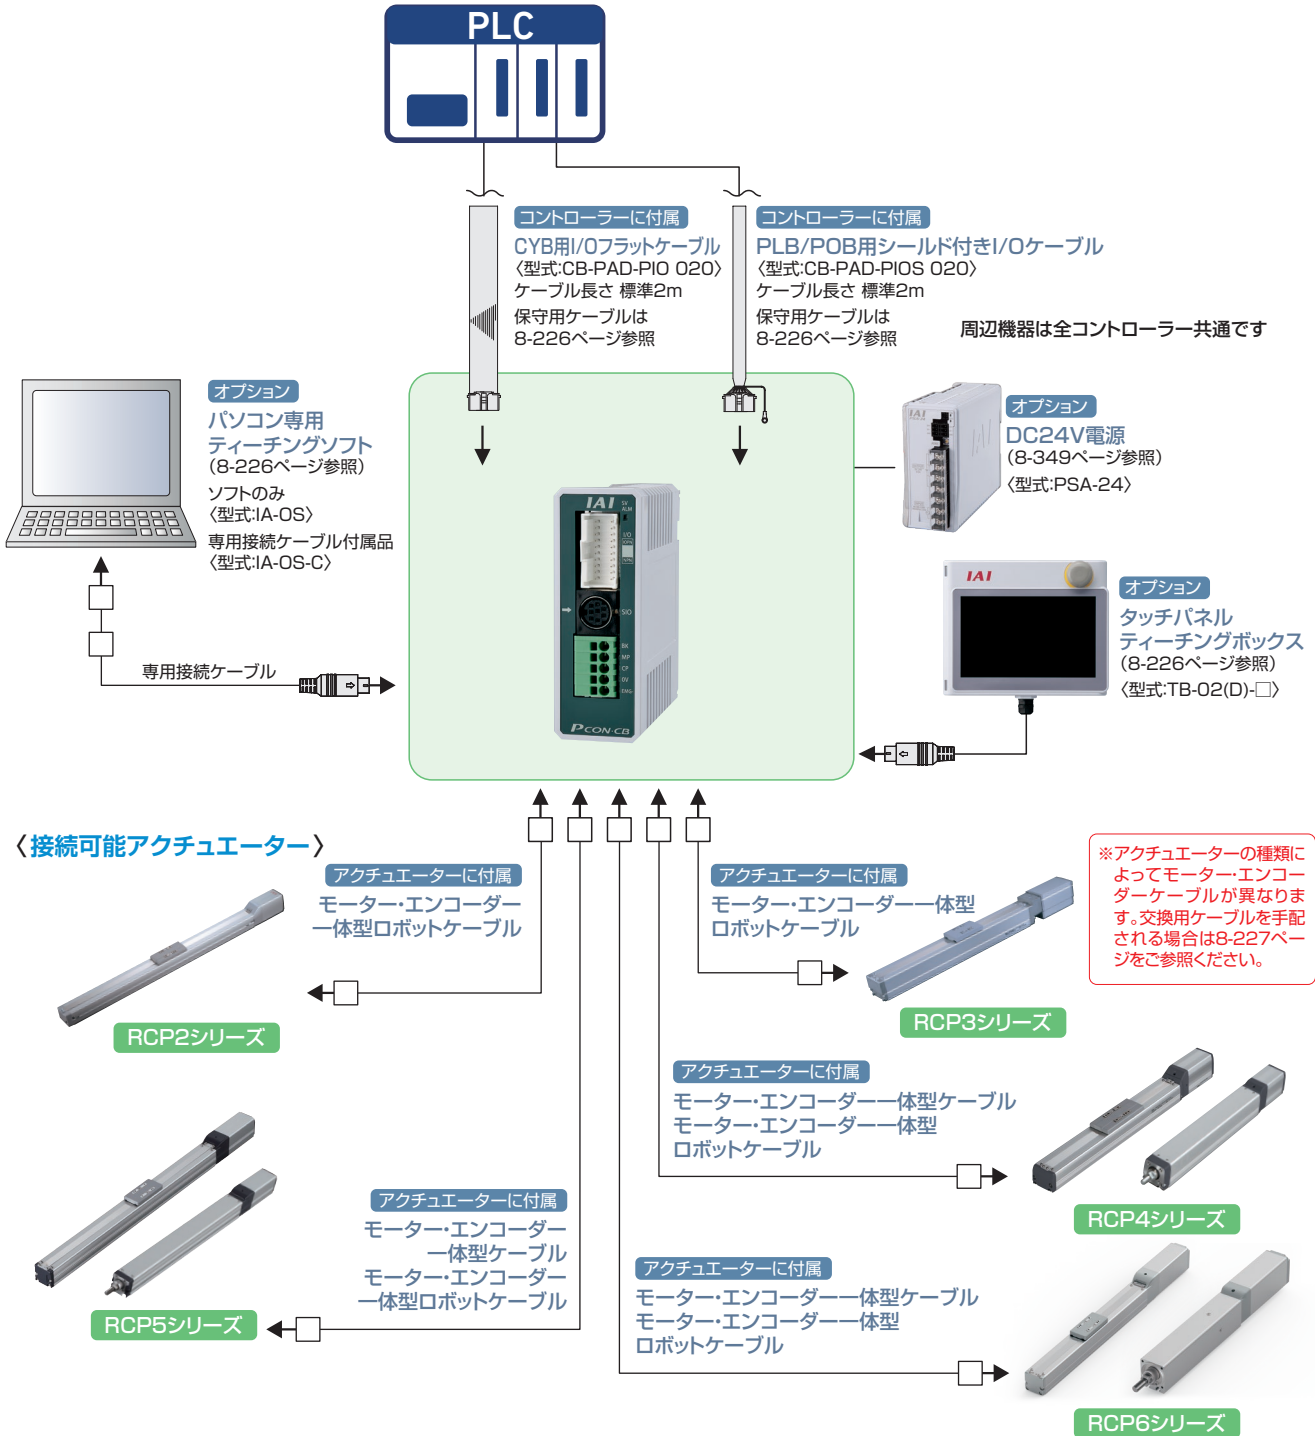 PLC
コントローラーに付属
CYB用I/Oフラットケーブル
〈型式:CB-PAD-PIO 020〉
ケーブル長さ 標準2m
保守用ケーブルは
8-226ページ参照
コントローラーに付属
PLB/POB用シールド付きI/Oケーブル
〈型式:CB-PAD-PIOS 020〉
ケーブル長さ 標準2m
保守用ケーブルは
8-226ページ参照
周辺機器は全コントローラー共通です
オプション
パソコン専用
ティーチングソフト
(8-226ページ参照)
ソフトのみ
〈型式:IA-OS〉
専用接続ケーブル付属品
〈型式:IA-OS-C〉
専用接続ケーブル
IAI
SV
ALM
I/O
SIO
BK
MP
CP
DV
EMG
PCON-CB
IAI
オプション
DC24V電源
(8-349ページ参照)
〈型式:PSA-24〉
IAI
オプション
タッチパネル
ティーチングボックス
(8-226ページ参照)
〈型式:TB-02(D)-□〉
〈接続可能アクチュエーター〉
アクチュエーターに付属
モーター・エンコーダー
一体型ロボットケーブル
RCP2シリーズ
アクチュエーターに付属
モーター・エンコーダー一体型
ロボットケーブル
RCP3シリーズ
※アクチュエーターの種類に
よってモーター・エンコー
ダーケーブルが異なりま
す。交換用ケーブルを手配
される場合は8-227ペー
ジをご参照ください。
アクチュエーターに付属
モーター・エンコーダー一体型ケーブル
モーター・エンコーダー一体型
ロボットケーブル
RCP4シリーズ
アクチュエーターに付属
モーター・エンコーダー
一体型ケーブル
モーター・エンコーダー
一体型ロボットケーブル
RCP5シリーズ
アクチュエーターに付属
モーター・エンコーダー一体型ケーブル
モーター・エンコーダー一体型
ロボットケーブル
RCP6シリーズ